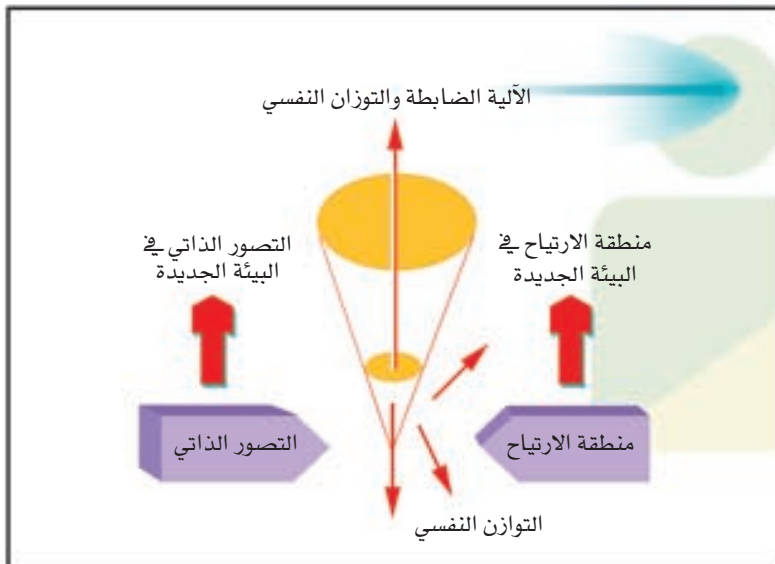 الآلية الضابطة والتوزان النفسي
منطقة الارتياح في
البيئة الجديدة
التصور الذاتي في
البيئة الجديدة
منطقة الارتياح
التصور الذاتي
التوازن النفسي